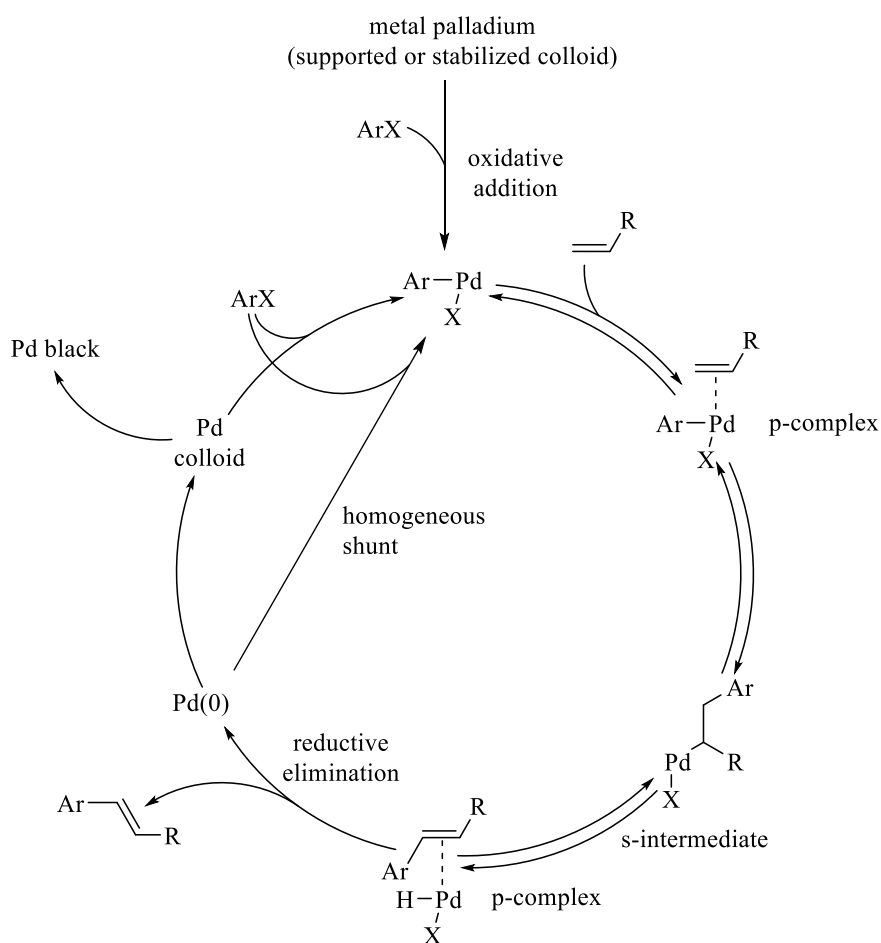 metal palladium
(supported or stabilized colloid)
ArX
oxidative
addition
R
ArX
Ar Pd
X
Pd black
R
Pd
colloid
Ar Pd
p-complex
X
homogeneous
shunt
Ar
Pd(0)
reductive
elimination
Pd
R
X
Ar
R
R
s-intermediate
Ar
H Pd
p-complex
X